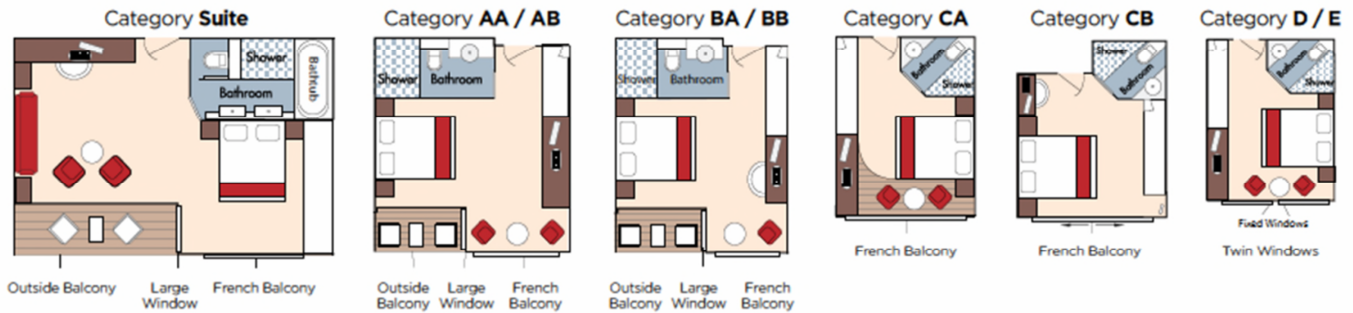 Category Suite
Shower
Bathtub
Bathroom
Outside Balcony
Large
Window
French Balcony
Category AA / AB
Shower
Bathroom
Outside
Balcony
Large
Window
French
Balcony
Category BA / BB
Shower
Bathroom
Outside
Balcony
Large
Window
French
Balcony
Category CA
Bathroom
Shower
French Balcony
Category CB
Shower
Bathroom
French Balcony
Category D / E
Bathroom
Shower
Fixed Windows
Twin Windows